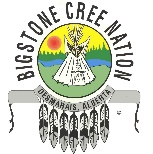 BIGSTONE CREE NATION
DESMARAIS, ALBERTA